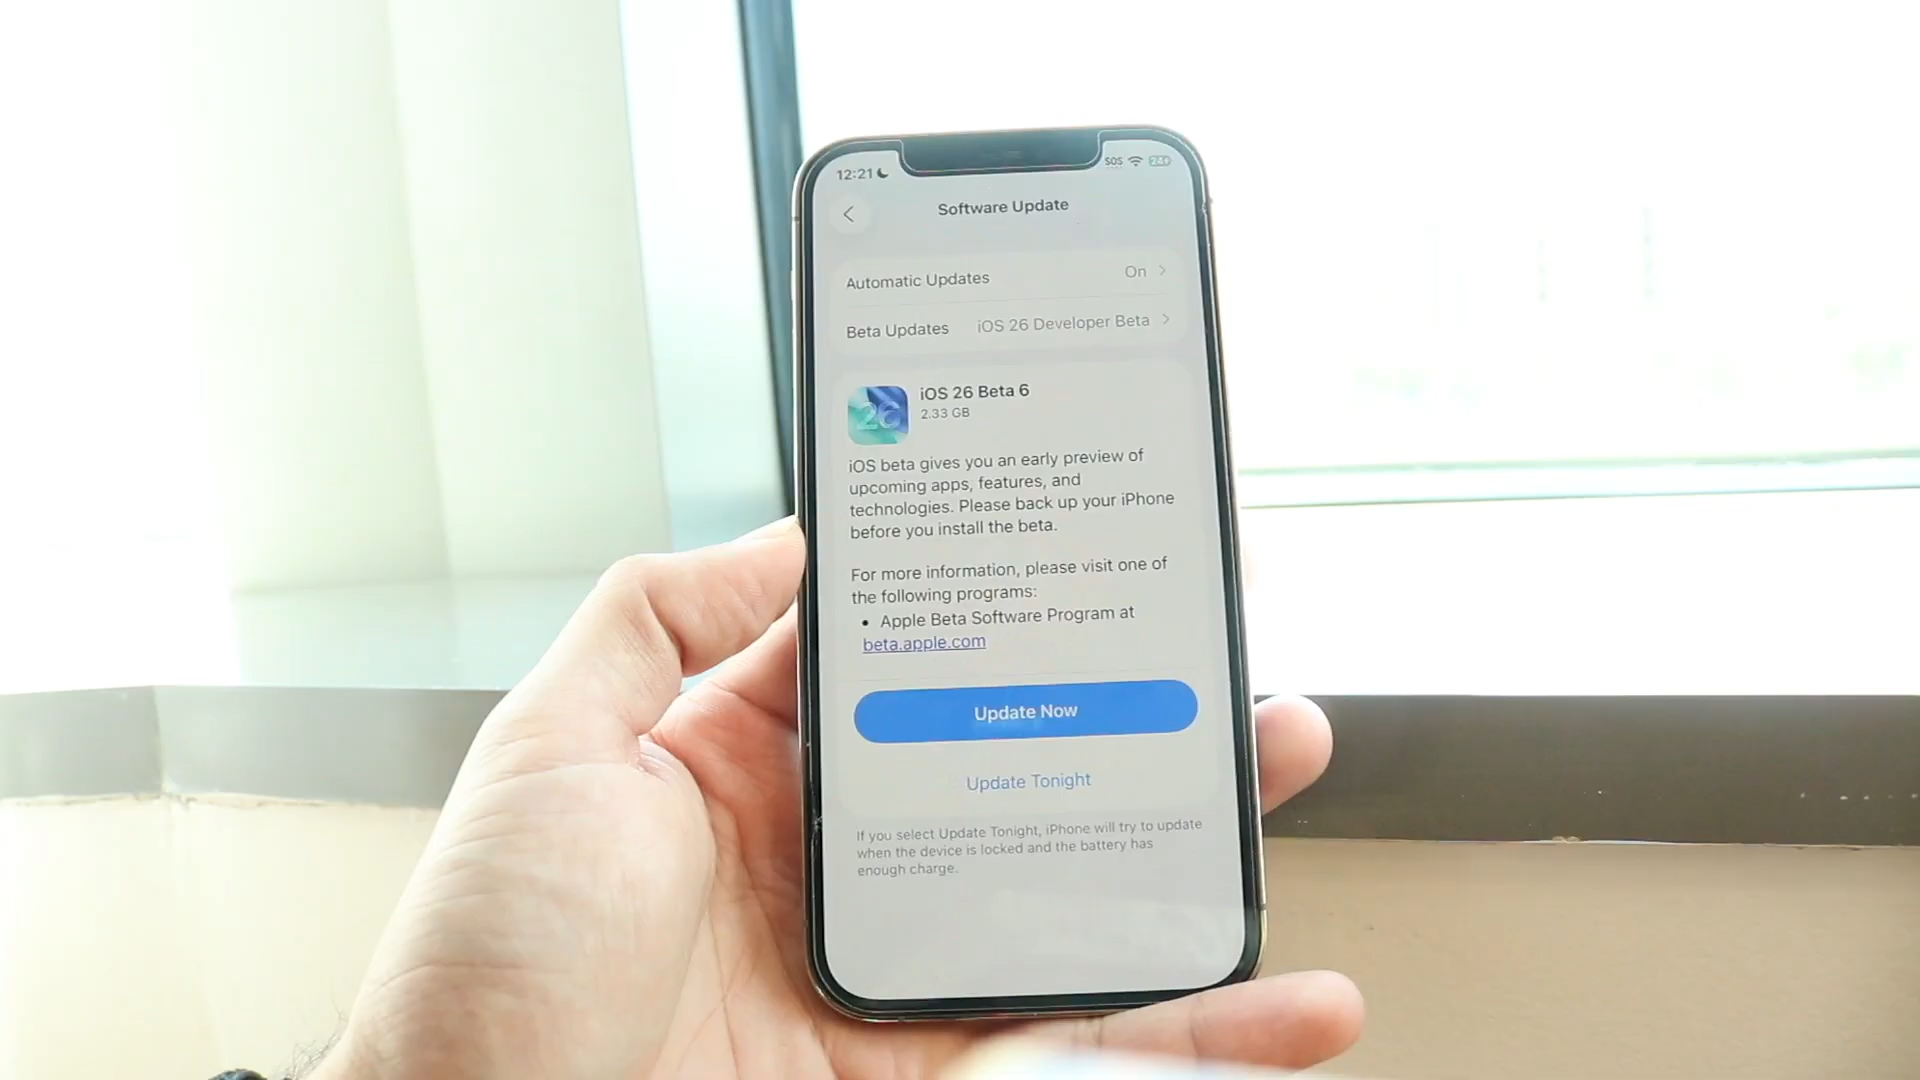 12:21
SOS
24
Software Update
Automatic Updates On
Beta Updates iOS 26 Developer Beta
26
iOS 26 Beta 6
2.33 GB
iOS beta gives you an early preview of
upcoming apps, features, and
technologies. Please back up your iPhone
before you install the beta.
For more information, please visit one of
the following programs:
• Apple Beta Software Program at
beta.apple.com
Update Now
Update Tonight
If you select Update Tonight, iPhone will try to update
when the device is locked and the battery has
enough charge.